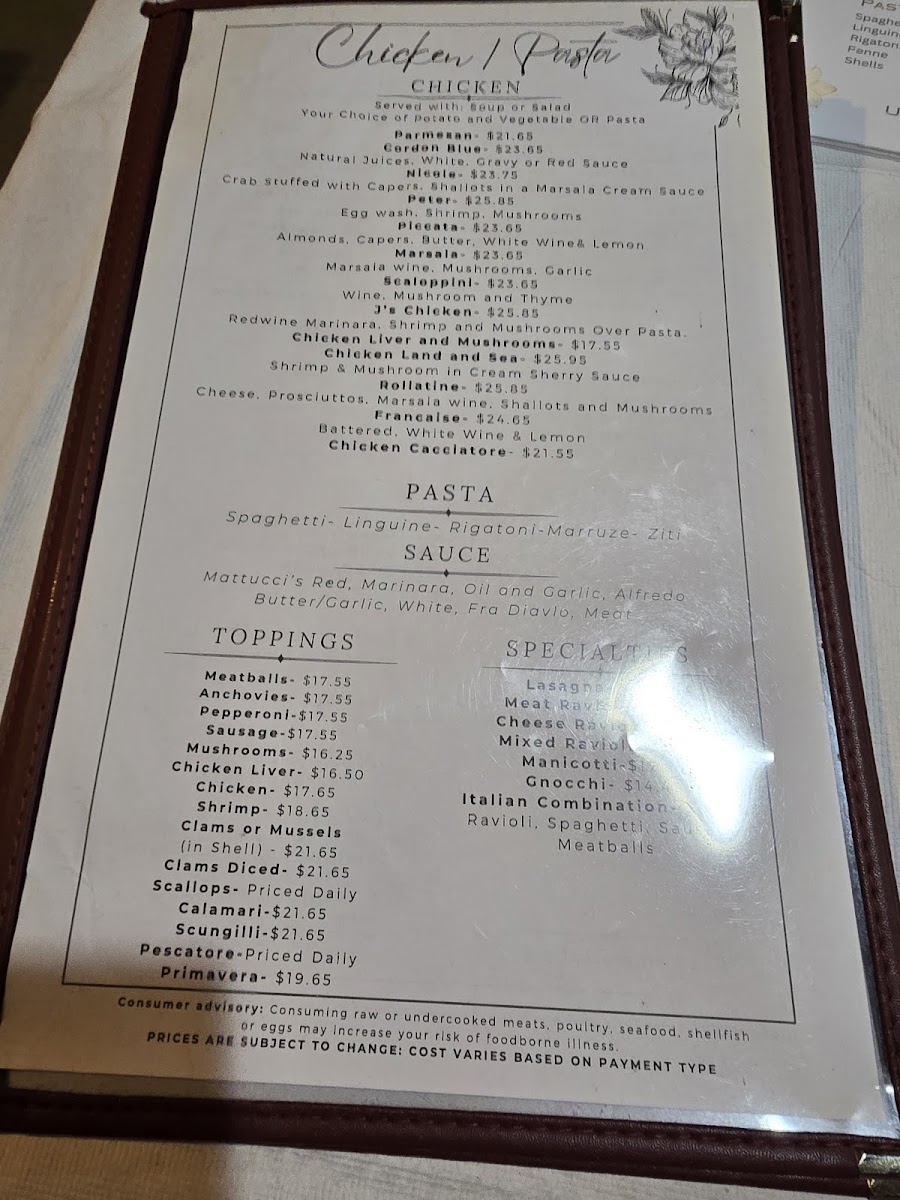 Chicken / Pasta
CHICKEN
Served with: Soup or Salad
Your Choice of Potato and Vegetable OR Pasta
Parmesan- $21.65
Cordon Blue- $23.65
Natural Juices, White, Gravy or Red Sauce
Nicole- $23.75
Crab Stuffed with Capers, Shallots in a Marsala Cream Sauce
Peter- $25.85
Egg wash, Shrimp, Mushrooms
Piccata- $23.65
Almonds, Capers, Butter, White Wine& Lemon
Marsala- $23.65
Marsala wine, Mushrooms, Garlic
Scaloppini- $23.65
Wine, Mushroom and Thyme
J's Chicken- $25.85
Redwine Marinara, Shrimp and Mushrooms Over Pasta.
Chicken Liver and Mushrooms- $17.55
Chicken Land and Sea- $25.95
Shrimp & Mushroom in Cream Sherry Sauce
Rollatine- $25.85
Cheese, Prosciuttos, Marsala wine, Shallots and Mushrooms
Francaise- $24.65
Battered, White Wine & Lemon
Chicken Cacciatore- $21.55
PASTA
Spaghetti- Linguine- Rigatoni-Marruze- Ziti
SAUCE
Mattucci's Red, Marinara, Oil and Garlic, Alfredo
Butter/Garlic, White, Fra Diavlo, Meat
TOPPINGS
Meatballs- $17.55
Anchovies- $17.55
Pepperoni-$17.55
Sausage-$17.55
Mushrooms- $16.25
Chicken Liver- $16.50
Chicken- $17.65
Shrimp- $18.65
Clams or Mussels
(in Shell) - $21.65
Clams Diced- $21.65
Scallops- Priced Daily
Calamari-$21.65
Scungilli-$21.65
Pescatore-Priced Daily
Primavera- $19.65
SPECIALTIES
Meat
Cheese
Mixed
Manicotti-
Gnocchi-
Italian Combination-
Ravioli, Spaghetti,
Meatballs
Consumer advisory: Consuming raw or undercooked meats, poultry, seafood, shellfish
or eggs may increase your risk of foodborne illness.
PRICES ARE SUBJECT TO CHANGE: COST VARIES BASED ON PAYMENT TYPE
Penne
Shells